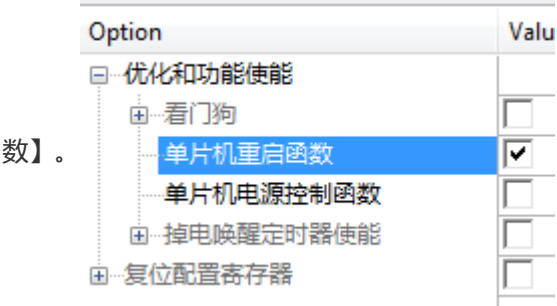 Option Valu
优化和功能使能
看门狗
数】。 单片机重启函数
单片机电源控制函数
掉电唤醒定时器使能
复位配置寄存器